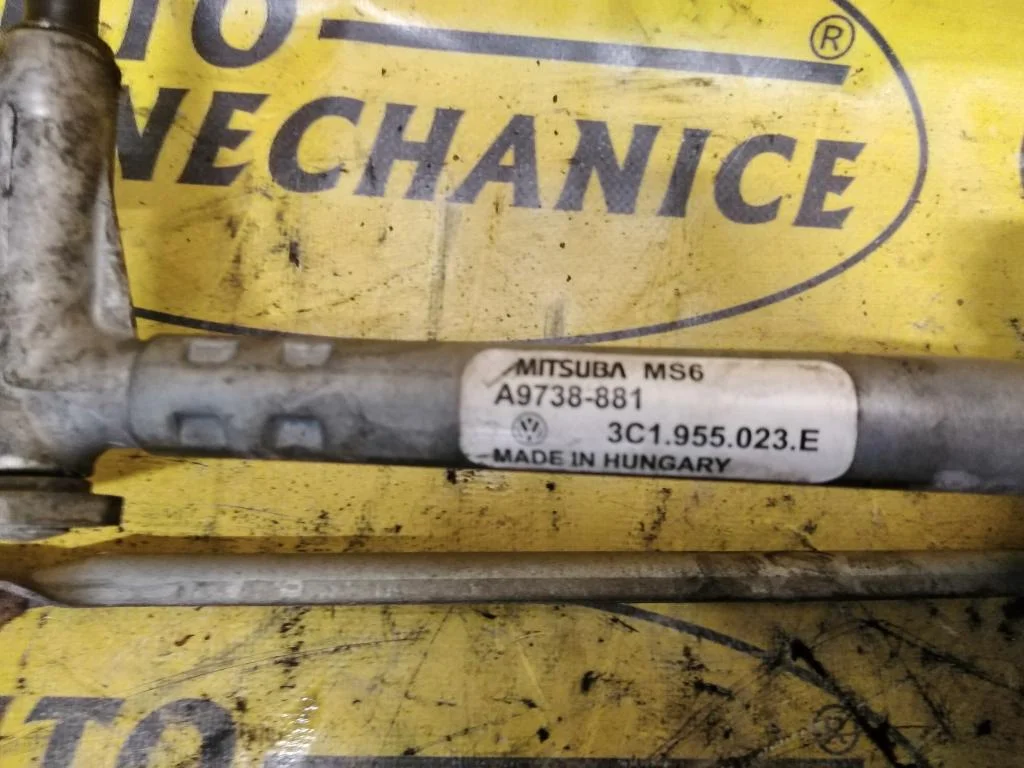 ®
MECHANICE
MITSUBA MS6
A9738-881
3C1.955.023.E
MADE IN HUNGARY
®